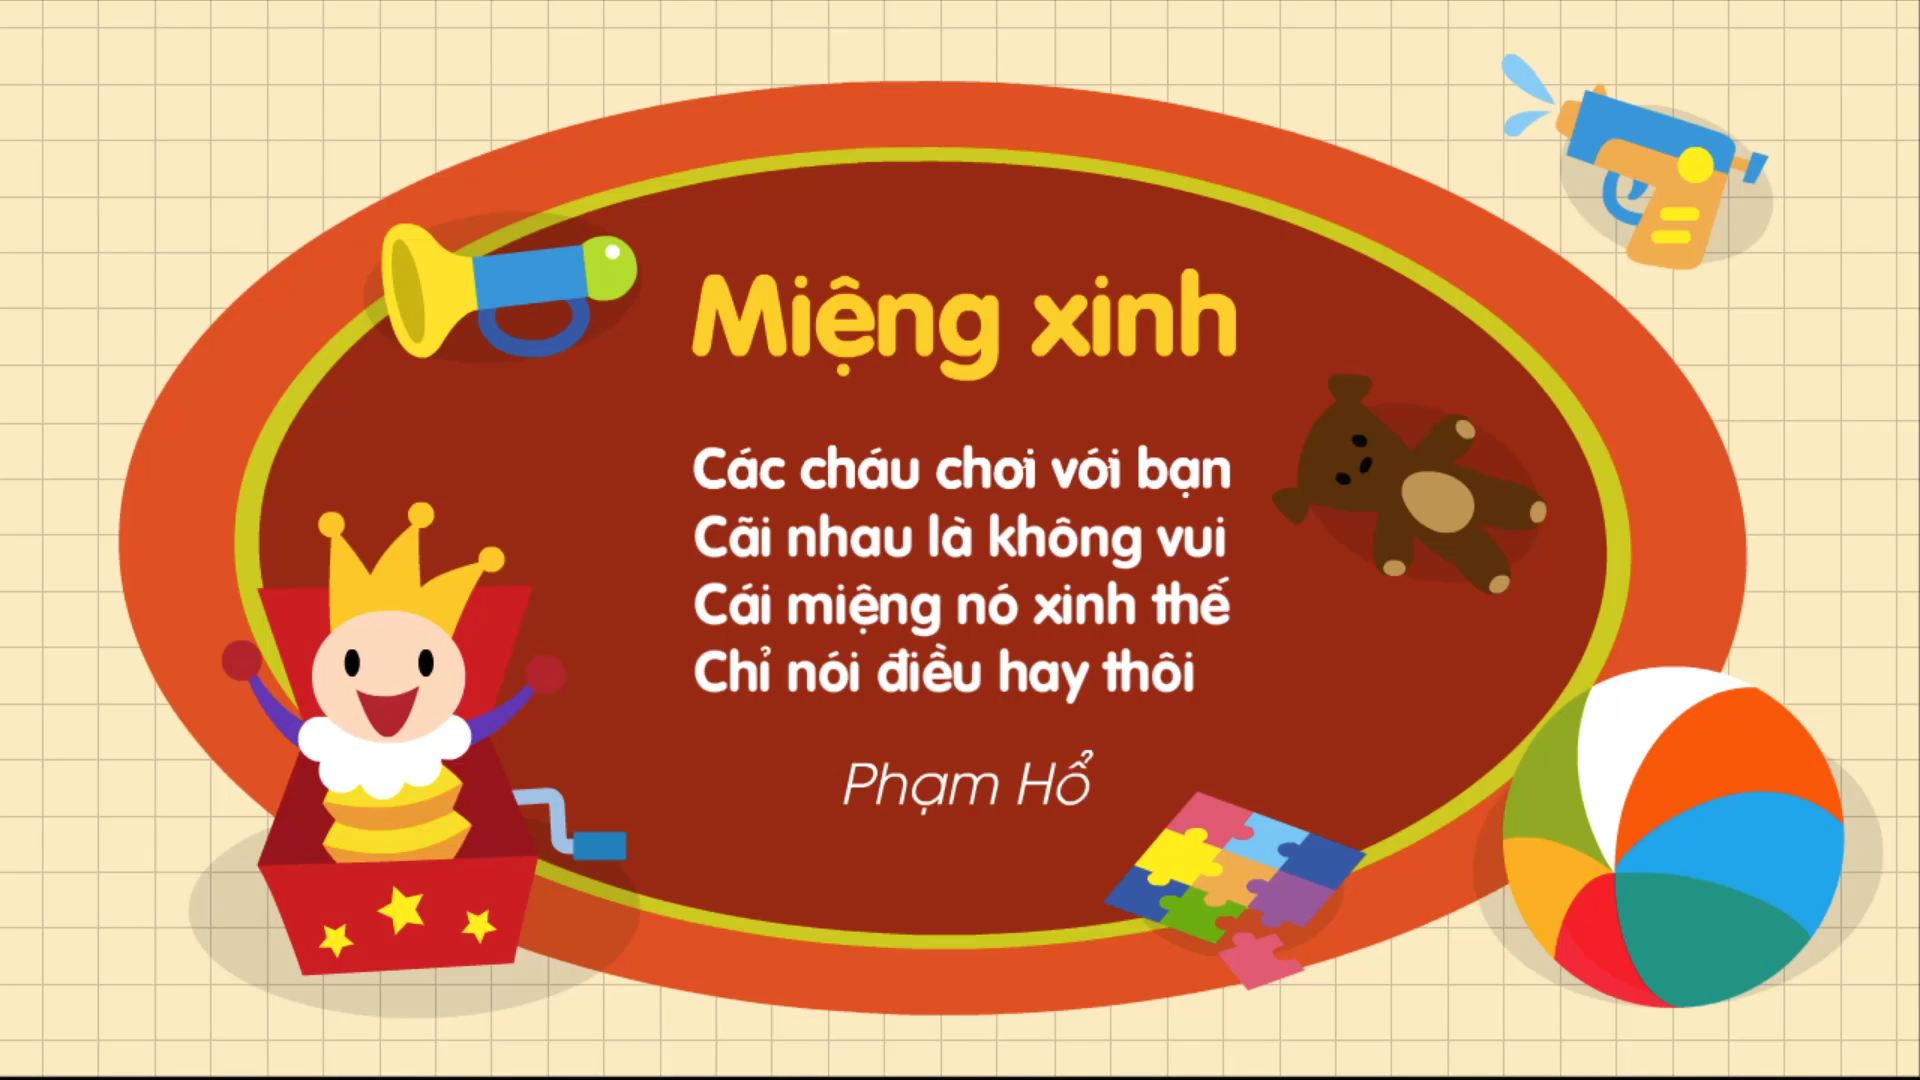 Miệng xinh
Các cháu chơi với bạn
Cãi nhau là không vui
Cái miệng nó xinh thế
Chỉ nói điều hay thôi
Phạm Hổ